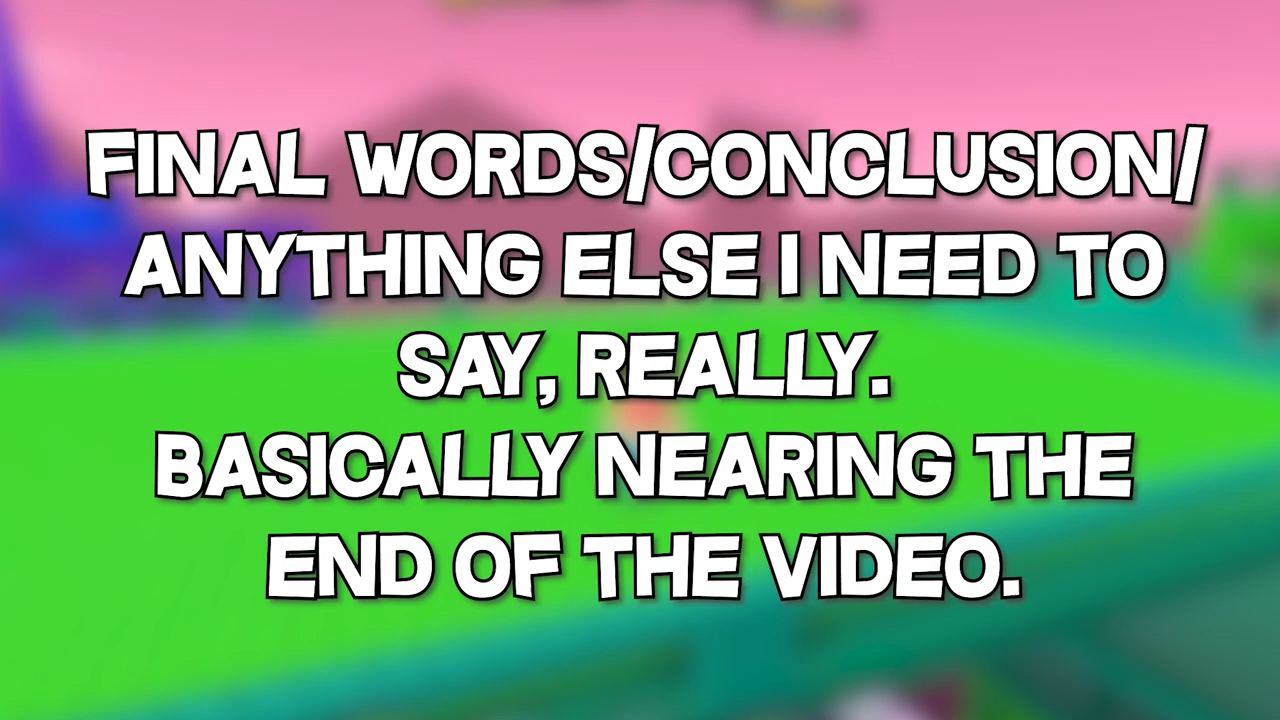 FINAL WORDS/CONCLUSION/
ANYTHING ELSE I NEED TO
SAY, REALLY.
BASICALLY NEARING THE
END OF THE VIDEO.